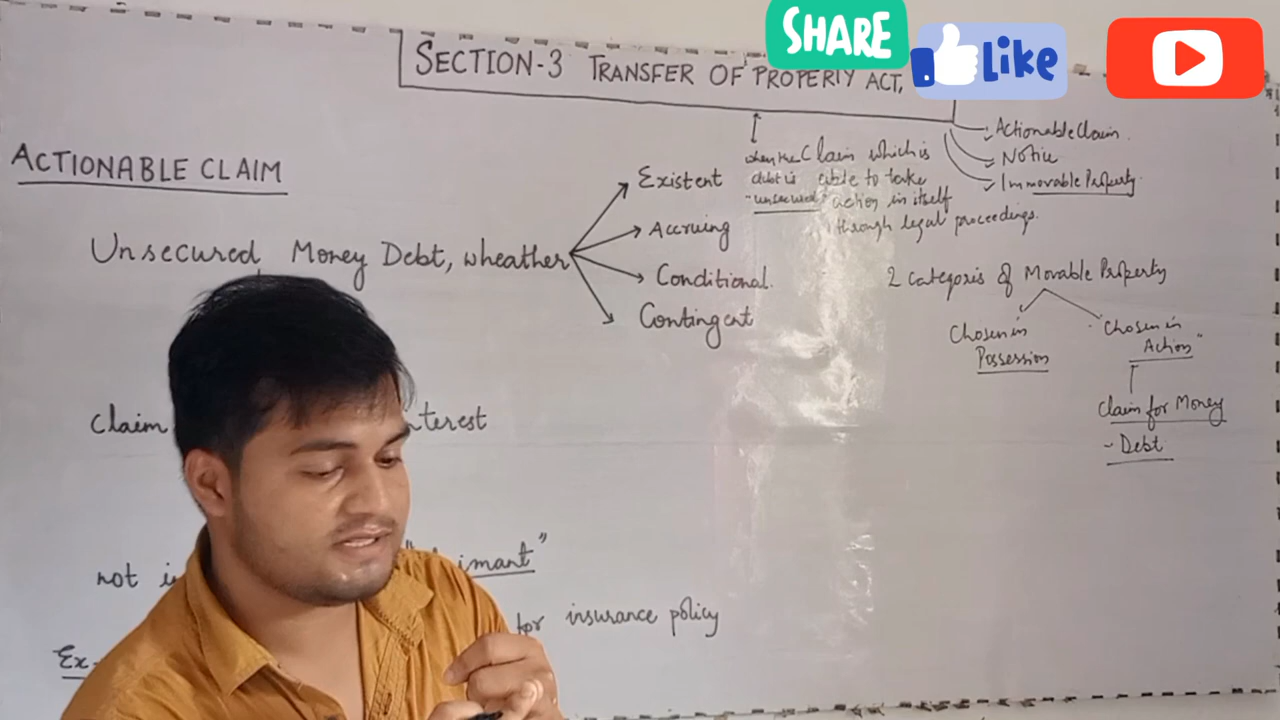 SHARE
Like
SECTION-3 TRANSFER OF PROPERTY ACT,
Actionable Claim
Notice
Immovable Property
ACTIONABLE CLAIM
when the Claim which is
debt is able to take
"unsecured" action in itself
through legal proceedings.
Unsecured Money Debt, wheather
Existent
Accruing
Conditional.
Contingent
2 Categoris of Movable Property
Chosen in
Possession
Chosen in
Action"
Claim for Money
- Debt
Claim
not
for insurance policy
Ex-